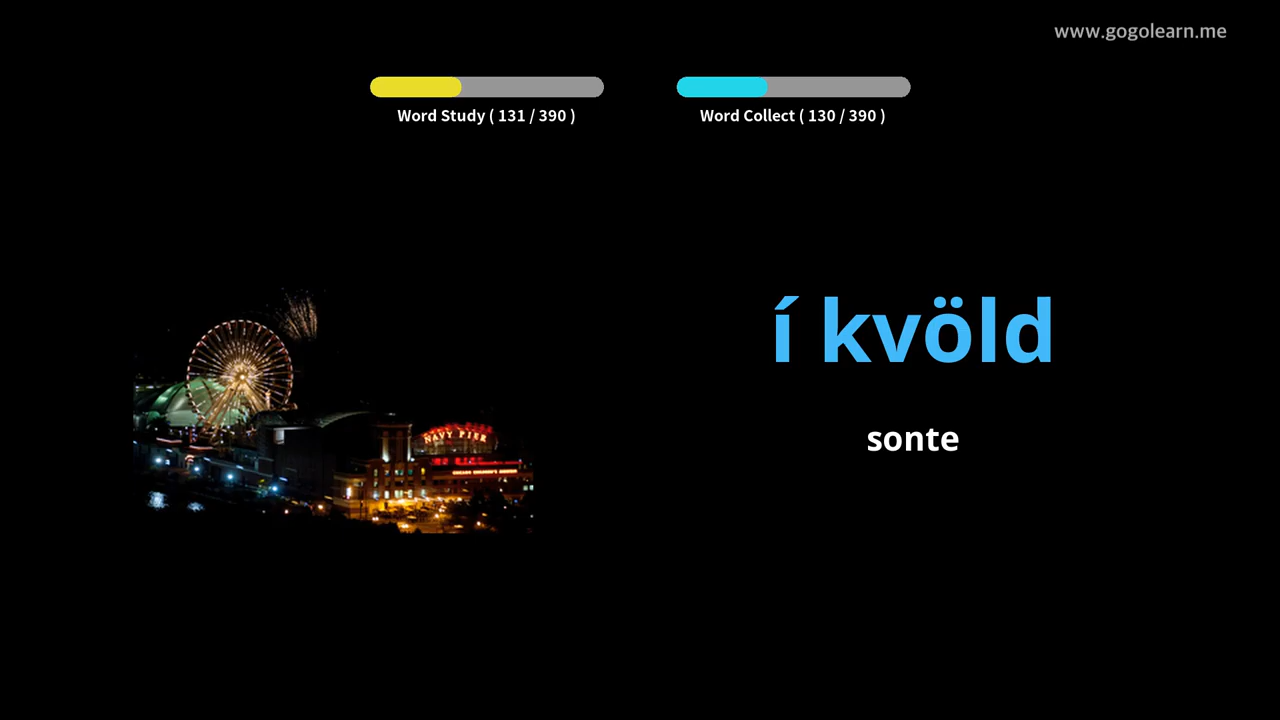 www.gogolearn.me
Word Study ( 131 / 390 )
Word Collect ( 130 / 390 )
í kvöld
sonte
NAVY PIER